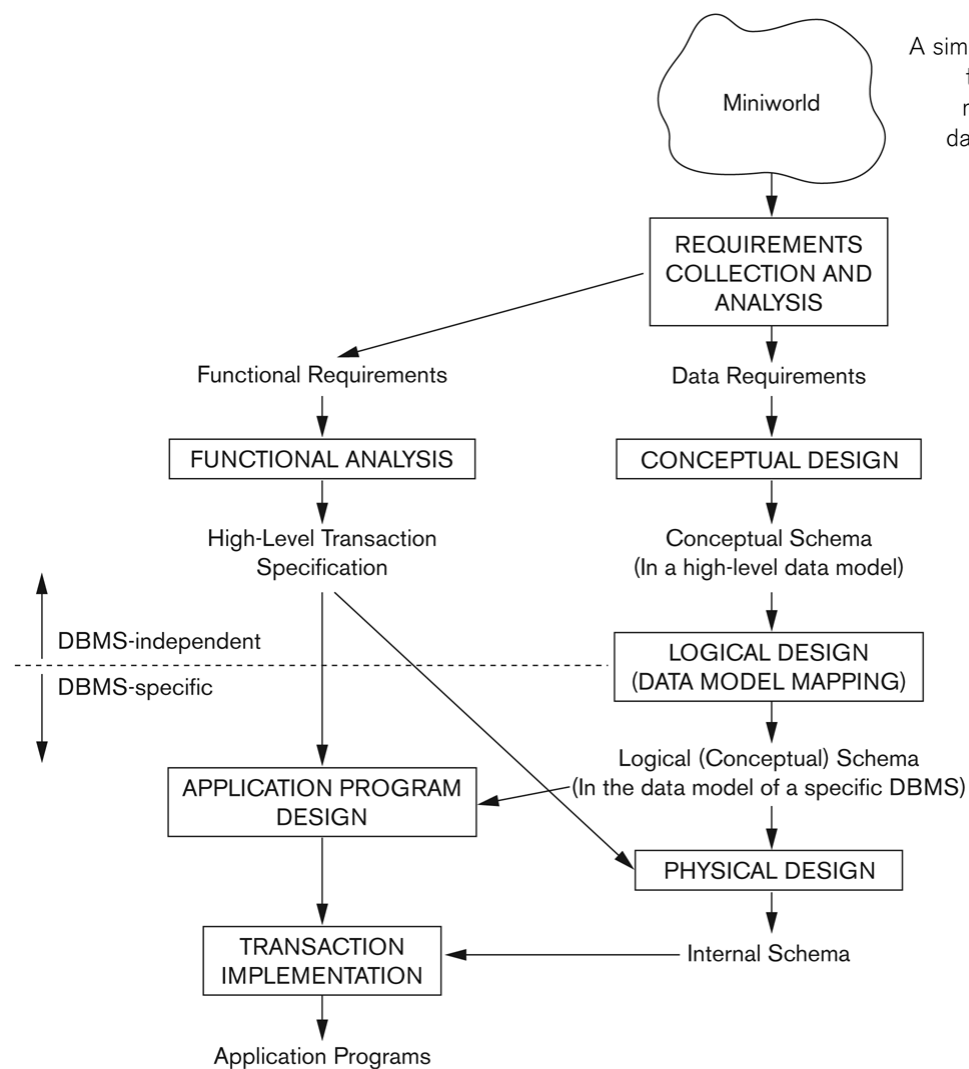 A sim
t
r
da
Miniworld
REQUIREMENTS
COLLECTION AND
ANALYSIS
Functional Requirements
Data Requirements
FUNCTIONAL ANALYSIS
CONCEPTUAL DESIGN
High-Level Transaction
Specification
Conceptual Schema
(In a high-level data model)
DBMS-independent
DBMS-specific
LOGICAL DESIGN
(DATA MODEL MAPPING)
Logical (Conceptual) Schema
(In the data model of a specific DBMS)
APPLICATION PROGRAM
DESIGN
PHYSICAL DESIGN
TRANSACTION
IMPLEMENTATION
Internal Schema
Application Programs